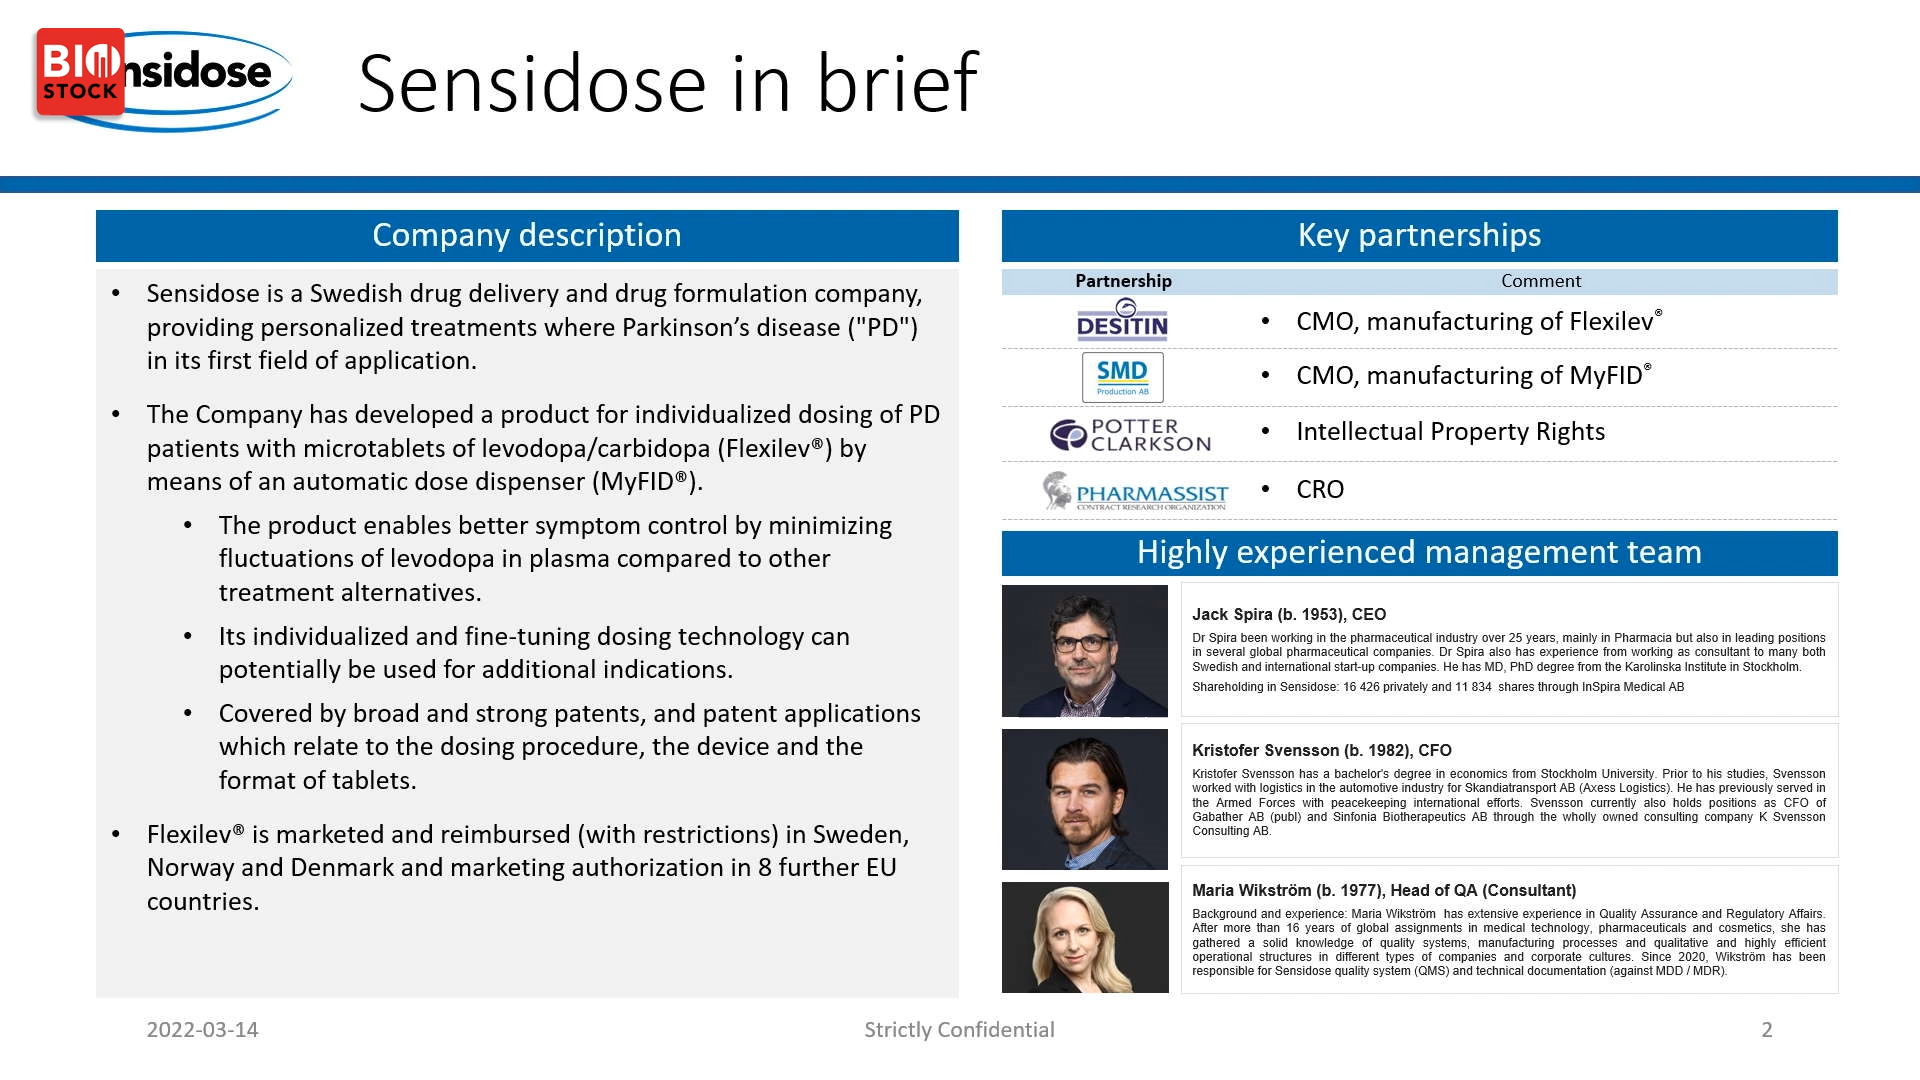 BIO
STOCK
nsidose
Sensidose in brief
Company description
• Sensidose is a Swedish drug delivery and drug formulation company,
providing personalized treatments where Parkinson’s disease ("PD")
in its first field of application.
• The Company has developed a product for individualized dosing of PD
patients with microtablets of levodopa/carbidopa (Flexilev®) by
means of an automatic dose dispenser (MyFID®).
• The product enables better symptom control by minimizing
fluctuations of levodopa in plasma compared to other
treatment alternatives.
• Its individualized and fine-tuning dosing technology can
potentially be used for additional indications.
• Covered by broad and strong patents, and patent applications
which relate to the dosing procedure, the device and the
format of tablets.
• Flexilev® is marketed and reimbursed (with restrictions) in Sweden,
Norway and Denmark and marketing authorization in 8 further EU
countries.
Key partnerships
Partnership Comment
DESITIN • CMO, manufacturing of Flexilev®
SMD
Production AB
• CMO, manufacturing of MyFID®
POTTER
CLARKSON
• Intellectual Property Rights
PHARMASSIST
CONTRACT RESEARCH ORGANIZATION
• CRO
Highly experienced management team
Jack Spira (b. 1953), CEO
Dr Spira been working in the pharmaceutical industry over 25 years, mainly in Pharmacia but also in leading positions
in several global pharmaceutical companies. Dr Spira also has experience from working as consultant to many both
Swedish and international start-up companies. He has MD, PhD degree from the Karolinska Institute in Stockholm.
Shareholding in Sensidose: 16 426 privately and 11 834 shares through InSpira Medical AB
Kristofer Svensson (b. 1982), CFO
Kristofer Svensson has a bachelor's degree in economics from Stockholm University. Prior to his studies, Svensson
worked with logistics in the automotive industry for Skandiatransport AB (Axess Logistics). He has previously served in
the Armed Forces with peacekeeping international efforts. Svensson currently also holds positions as CFO of
Gabather AB (publ) and Sinfonia Biotherapeutics AB through the wholly owned consulting company K Svensson
Consulting AB.
Maria Wikström (b. 1977), Head of QA (Consultant)
Background and experience: Maria Wikström has extensive experience in Quality Assurance and Regulatory Affairs.
After more than 16 years of global assignments in medical technology, pharmaceuticals and cosmetics, she has
gathered a solid knowledge of quality systems, manufacturing processes and qualitative and highly efficient
operational structures in different types of companies and corporate cultures. Since 2020, Wikström has been
responsible for Sensidose quality system (QMS) and technical documentation (against MDD / MDR).
2022-03-14
Strictly Confidential
2